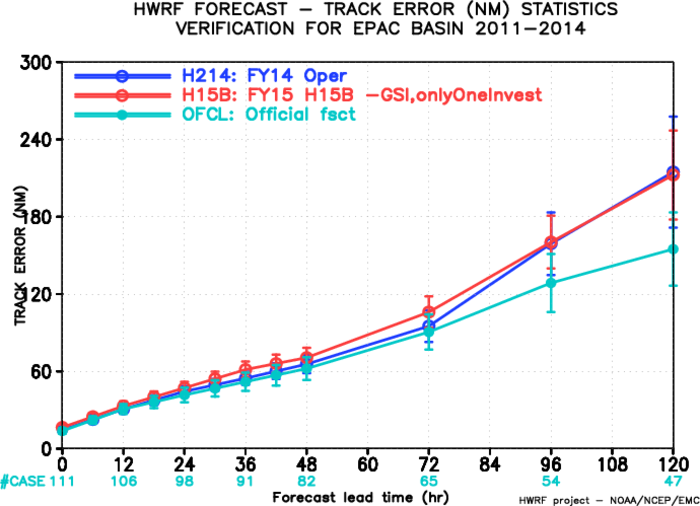 HWRF FORECAST – TRACK ERROR (NM) STATISTICS
VERIFICATION FOR EPAC BASIN 2011–2014
H214: FY14 Oper
H15B: FY15 H15B –GSI,onlyOneInvest
OFCL: Official fsct
TRACK ERROR (NM)
300
240
180
120
60
0
0 12 24 36 48 60 72 84 96 108 120
#CASE 111 106 98 91 82 65 54 47
Forecast lead time (hr)
HWRF project – NOAA/NCEP/EMC